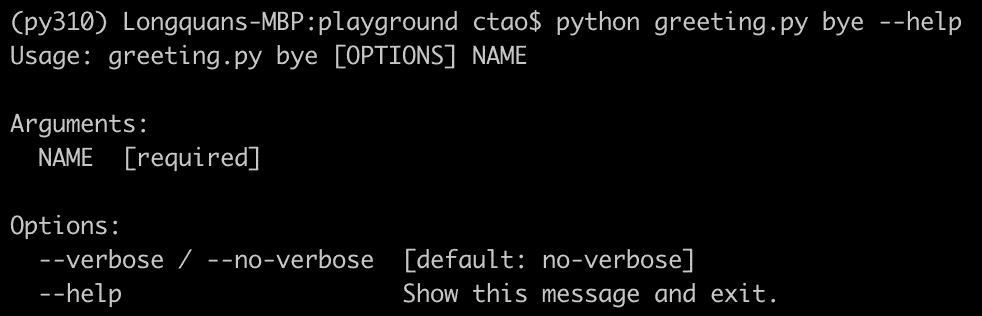 (py310) Longquans-MBP:playground ctao$ python greeting.py bye --help
Usage: greeting.py bye [OPTIONS] NAME
Arguments:
NAME  [required]
Options:
--verbose / --no-verbose  [default: no-verbose]
--help                    Show this message and exit.